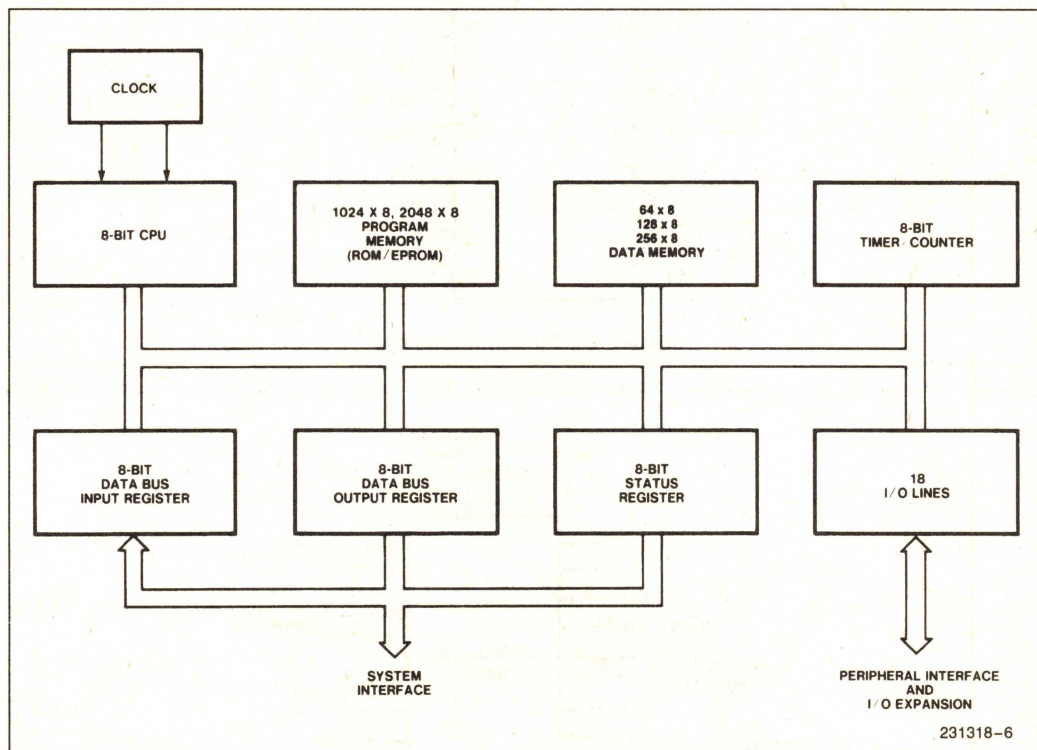 CLOCK
8-BIT CPU
1024 X 8, 2048 X 8
PROGRAM
MEMORY
(ROM/EPROM)
64 x 8
128 x 8
256 x 8
DATA MEMORY
8-BIT
TIMER/COUNTER
8-BIT
DATA BUS
INPUT REGISTER
8-BIT
DATA BUS
OUTPUT REGISTER
8-BIT
STATUS
REGISTER
18
I/O LINES
SYSTEM
INTERFACE
PERIPHERAL INTERFACE
AND
I/O EXPANSION
231318-6